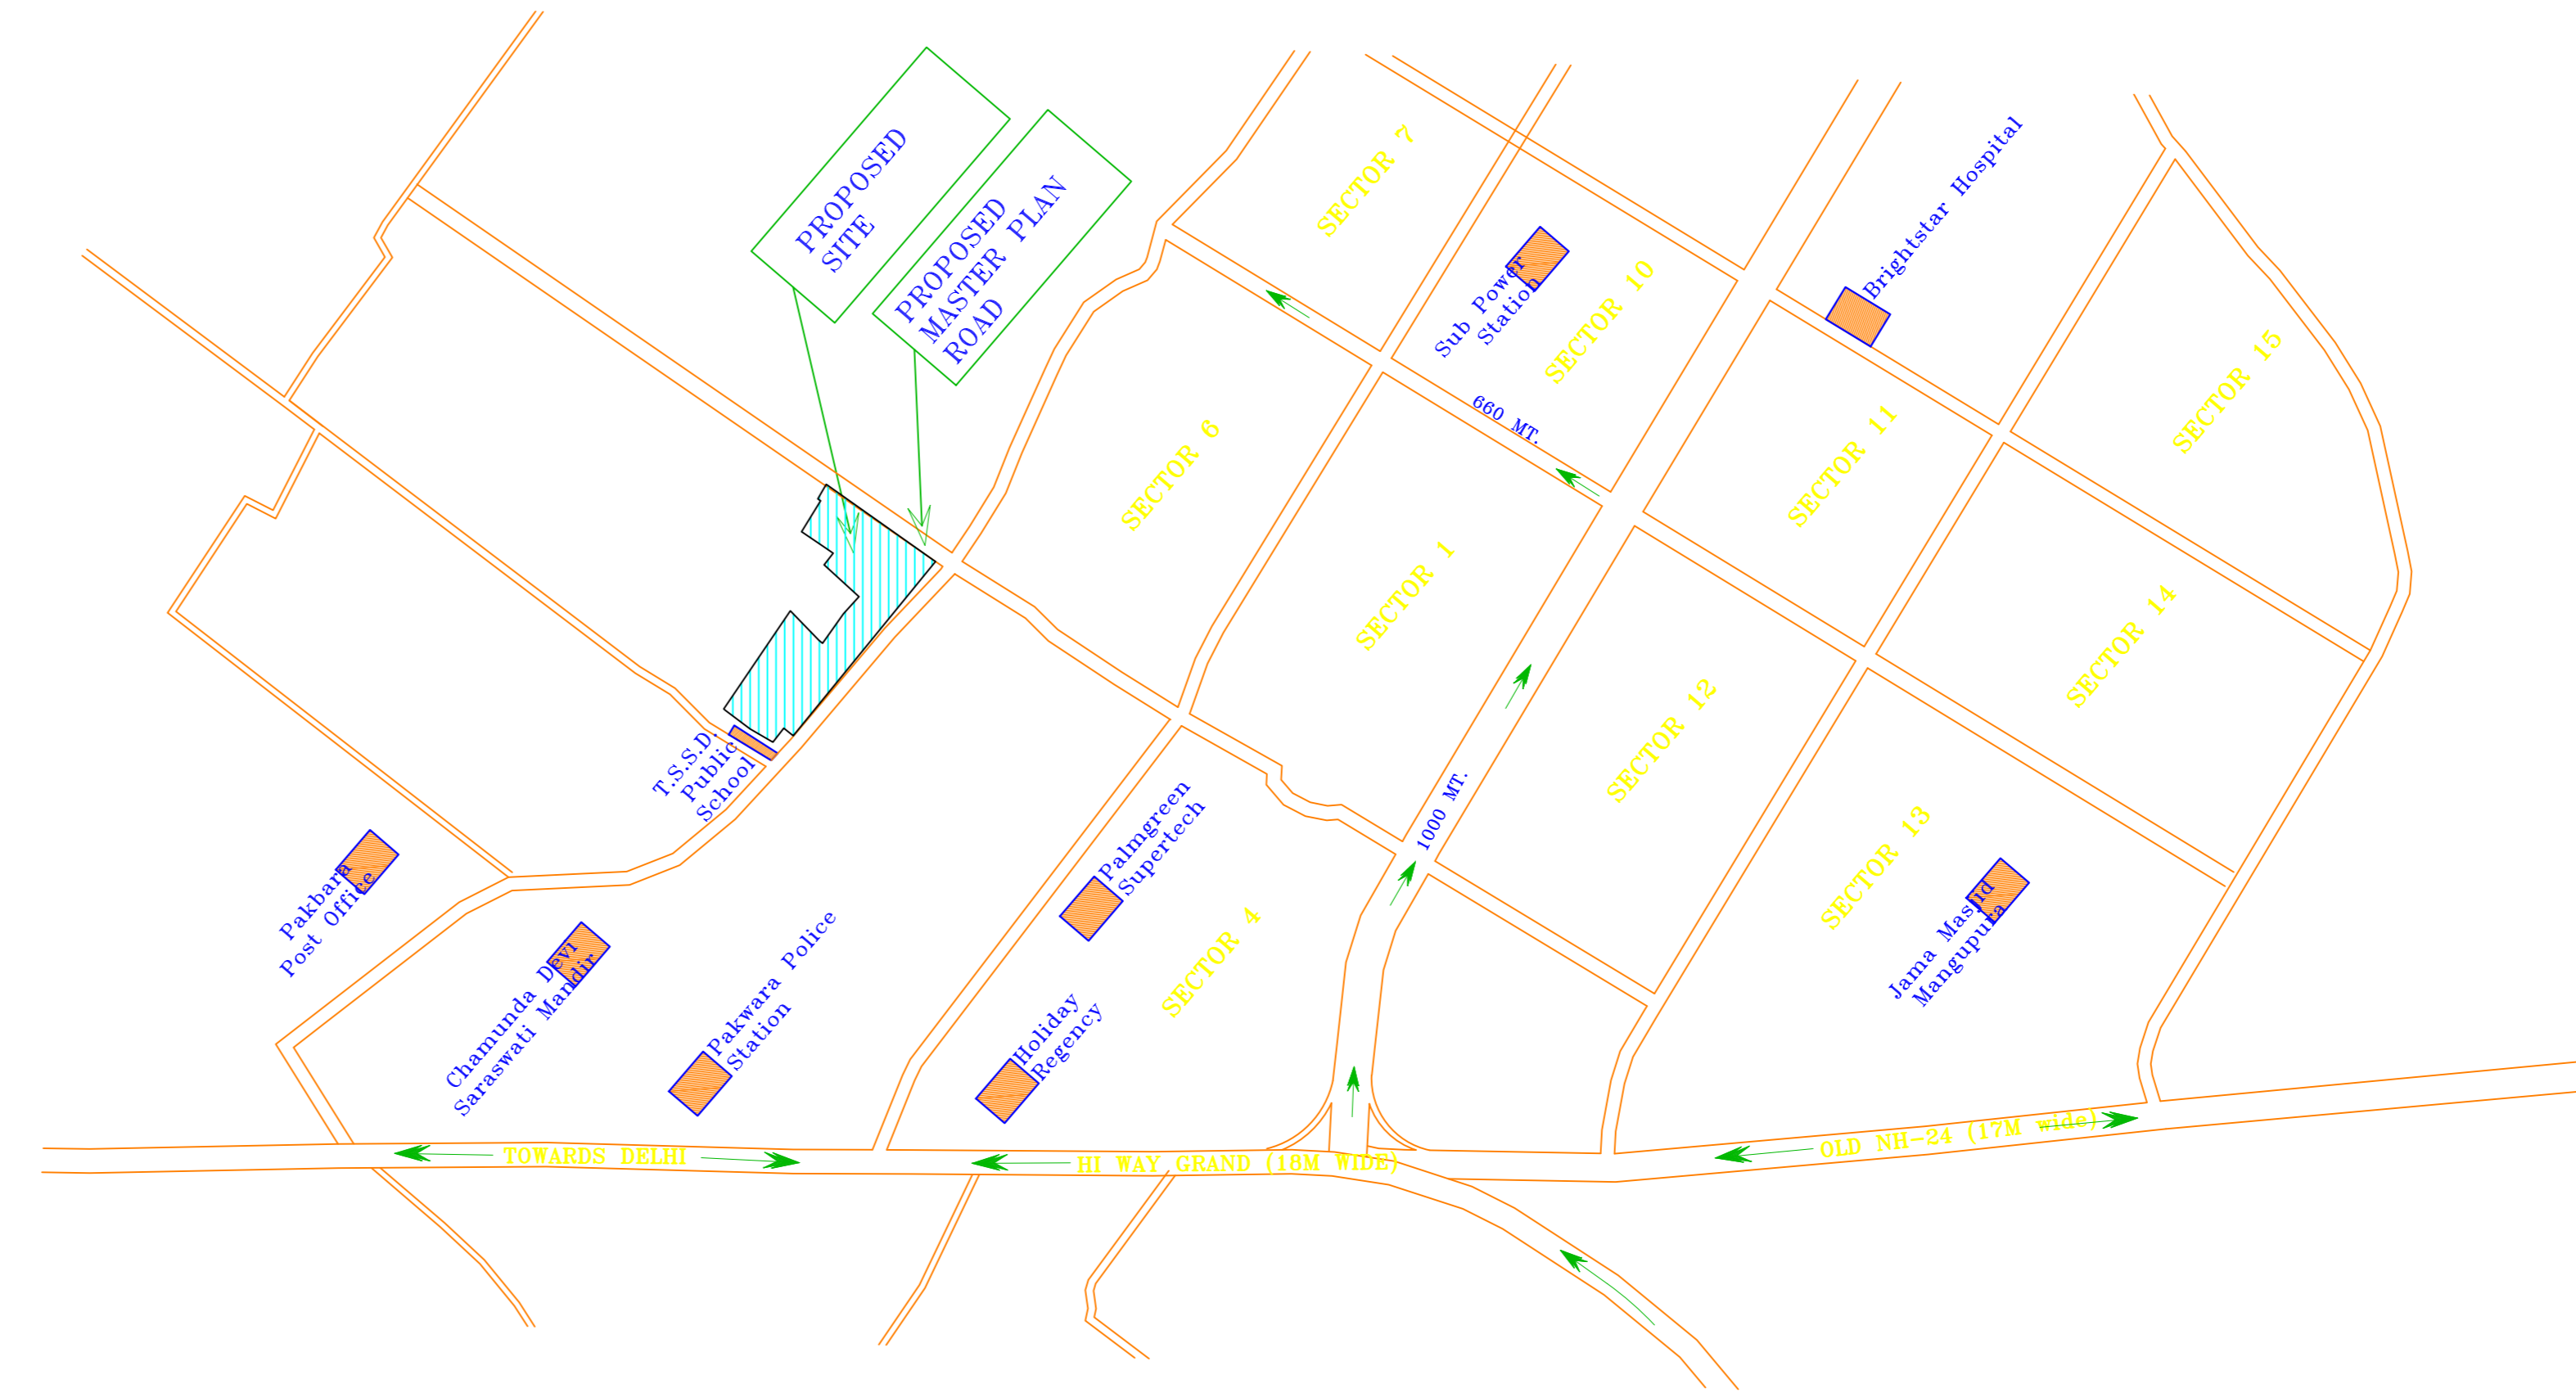 PROPOSED
SITE
PROPOSED
MASTER PLAN
ROAD
SECTOR 7
Sub Power
Station
SECTOR 10
Brightstar Hospital
SECTOR 15
660 MT.
SECTOR 6
SECTOR 11
SECTOR 1
SECTOR 14
SECTOR 12
T.S.S.D.
Public
School
1000 MT.
Palmgreen
Supertech
SECTOR 13
Pakbara
Post Office
Jama Masjid
Mangupura
SECTOR 4
Chamunda Devi
Saraswati Mandir
Pakwara Police
Station
Holiday
Regency
TOWARDS DELHI
HI WAY GRAND (18M WIDE)
OLD NH-24 (17M wide)